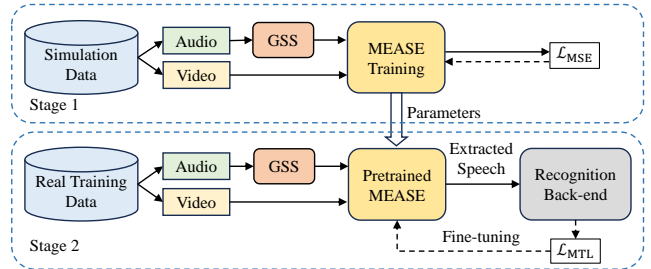 Audio
GSS
MEASE
Training
ℒMSE
Simulation
Data
Video
Stage 1
Parameters
Audio
GSS
Pretrained
MEASE
Extracted
Speech
Recognition
Back-end
Real Training
Data
Video
Fine-tuning
ℒMTL
Stage 2